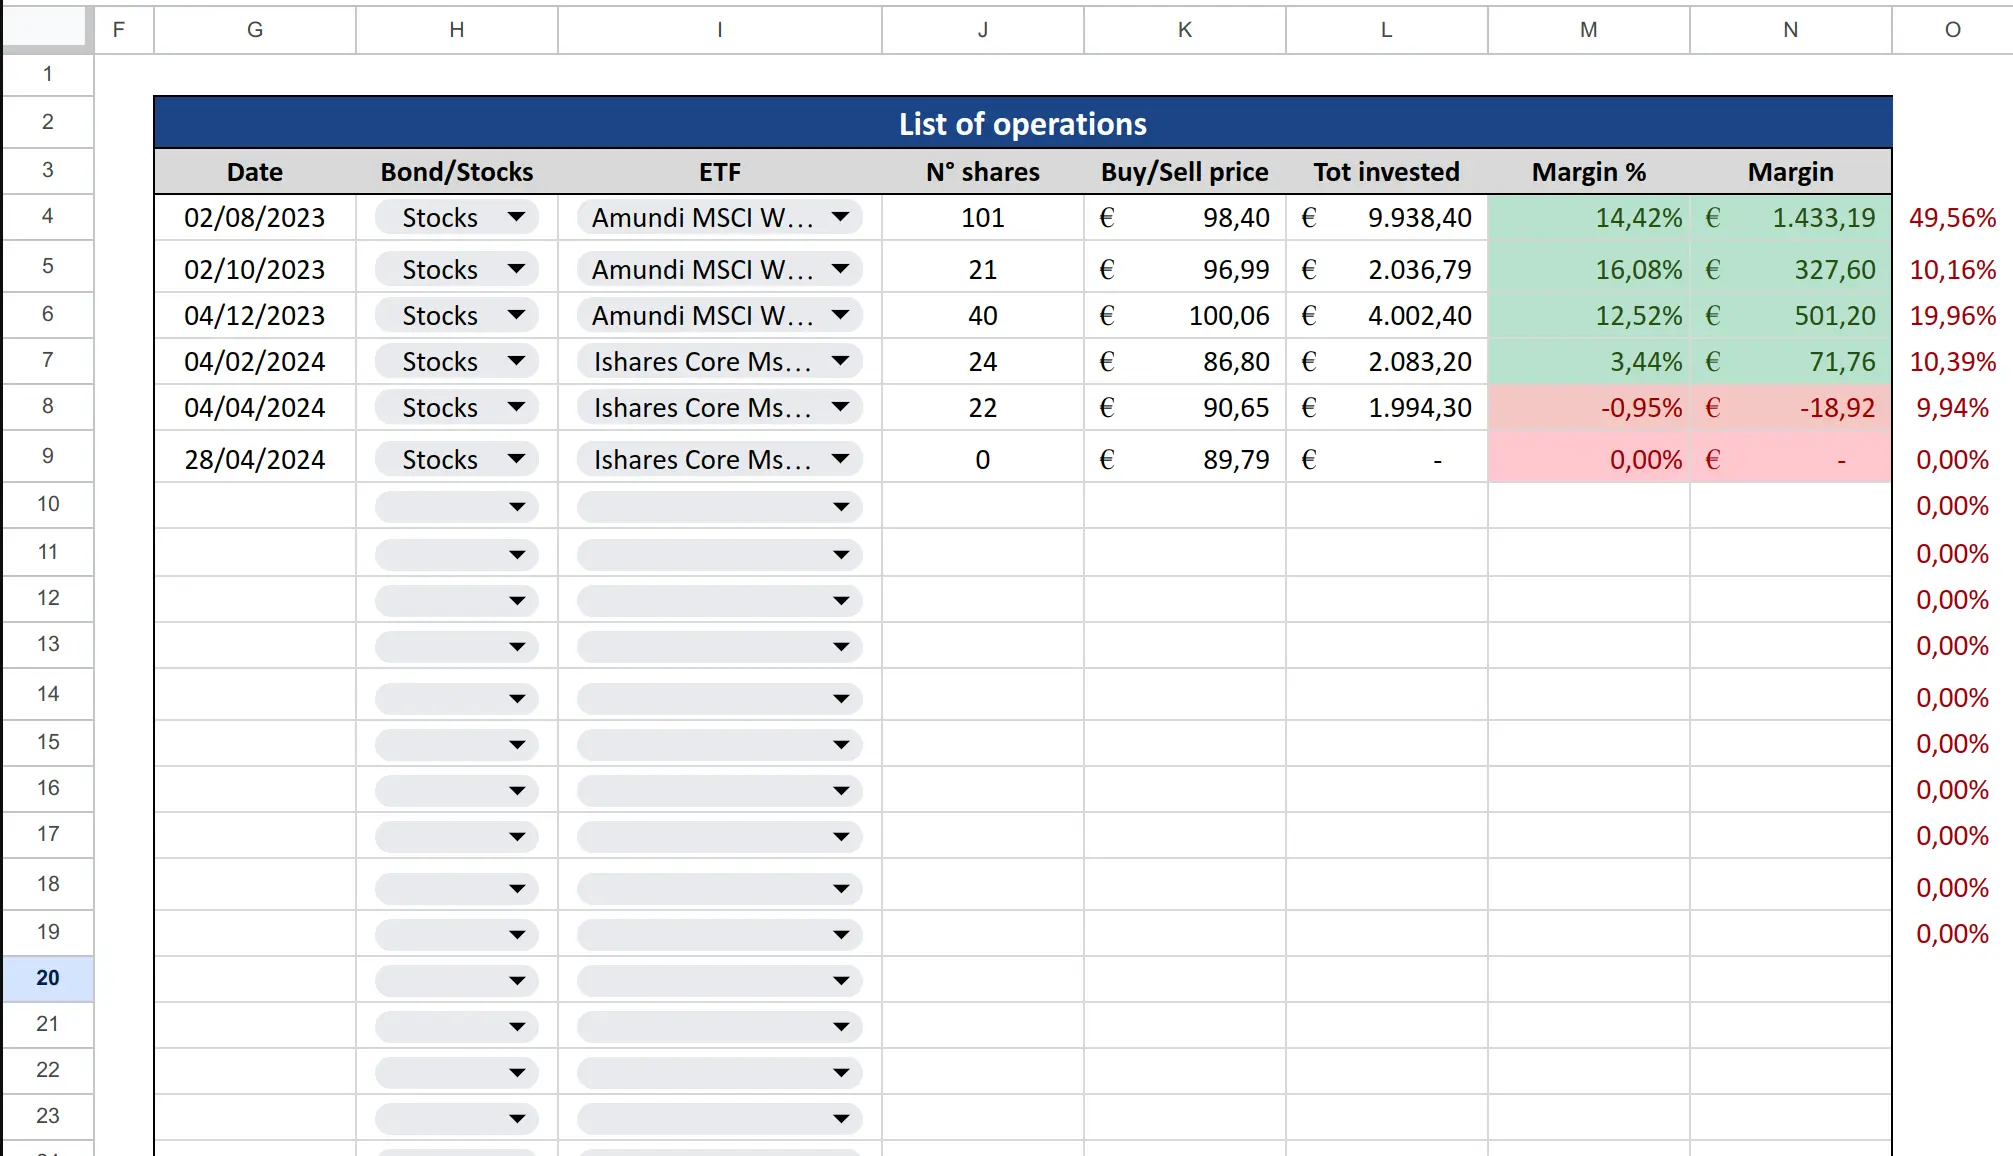 F G H I J K L M N O
1
2 List of operations
3 Date Bond/Stocks ETF N° shares Buy/Sell price Tot invested Margin % Margin
4 02/08/2023 Stocks Amundi MSCI W... 101 € 98,40 € 9.938,40 14,42% € 1.433,19 49,56%
5 02/10/2023 Stocks Amundi MSCI W... 21 € 96,99 € 2.036,79 16,08% € 327,60 10,16%
6 04/12/2023 Stocks Amundi MSCI W... 40 € 100,06 € 4.002,40 12,52% € 501,20 19,96%
7 04/02/2024 Stocks Ishares Core Ms... 24 € 86,80 € 2.083,20 3,44% € 71,76 10,39%
8 04/04/2024 Stocks Ishares Core Ms... 22 € 90,65 € 1.994,30 -0,95% € -18,92 9,94%
9 28/04/2024 Stocks Ishares Core Ms... 0 € 89,79 € - 0,00% € - 0,00%
10 0,00%
11 0,00%
12 0,00%
13 0,00%
14 0,00%
15 0,00%
16 0,00%
17 0,00%
18 0,00%
19 0,00%
20
21
22
23